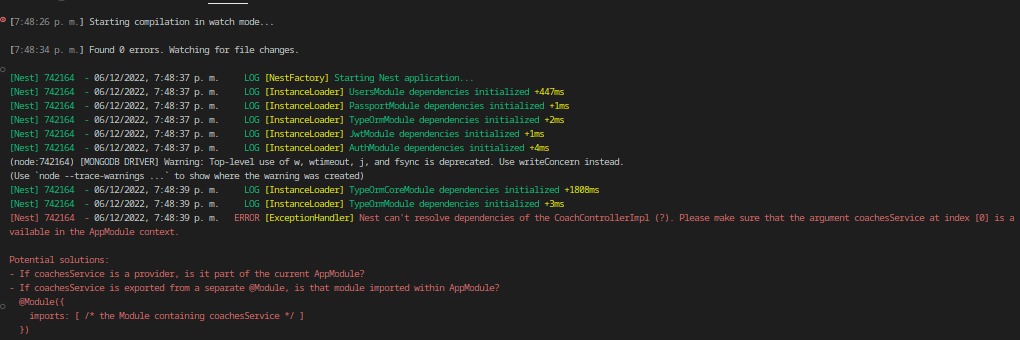 [7:48:26 p. m.] Starting compilation in watch mode...
[7:48:34 p. m.] Found 0 errors. Watching for file changes.
[Nest] 742164  - 06/12/2022, 7:48:37 p. m.     LOG [NestFactory] Starting Nest application...
[Nest] 742164  - 06/12/2022, 7:48:37 p. m.     LOG [InstanceLoader] UsersModule dependencies initialized +447ms
[Nest] 742164  - 06/12/2022, 7:48:37 p. m.     LOG [InstanceLoader] PassportModule dependencies initialized +1ms
[Nest] 742164  - 06/12/2022, 7:48:37 p. m.     LOG [InstanceLoader] TypeOrmModule dependencies initialized +2ms
[Nest] 742164  - 06/12/2022, 7:48:37 p. m.     LOG [InstanceLoader] JwtModule dependencies initialized +1ms
[Nest] 742164  - 06/12/2022, 7:48:37 p. m.     LOG [InstanceLoader] AuthModule dependencies initialized +4ms
(node:742164) [MONGODB DRIVER] Warning: Top-level use of w, wtimeout, j, and fsync is deprecated. Use writeConcern instead.
(Use `node --trace-warnings ...` to show where the warning was created)
[Nest] 742164  - 06/12/2022, 7:48:39 p. m.     LOG [InstanceLoader] TypeOrmCoreModule dependencies initialized +1808ms
[Nest] 742164  - 06/12/2022, 7:48:39 p. m.     LOG [InstanceLoader] TypeOrmModule dependencies initialized +3ms
[Nest] 742164  - 06/12/2022, 7:48:39 p. m.   ERROR [ExceptionHandler] Nest can't resolve dependencies of the CoachControllerImpl (?). Please make sure that the argument coachesService at index [0] is a
vailable in the AppModule context.
Potential solutions:
- If coachesService is a provider, is it part of the current AppModule?
- If coachesService is exported from a separate @Module, is that module imported within AppModule?
  @Module({
    imports: [ /* the Module containing coachesService */ ]
  })